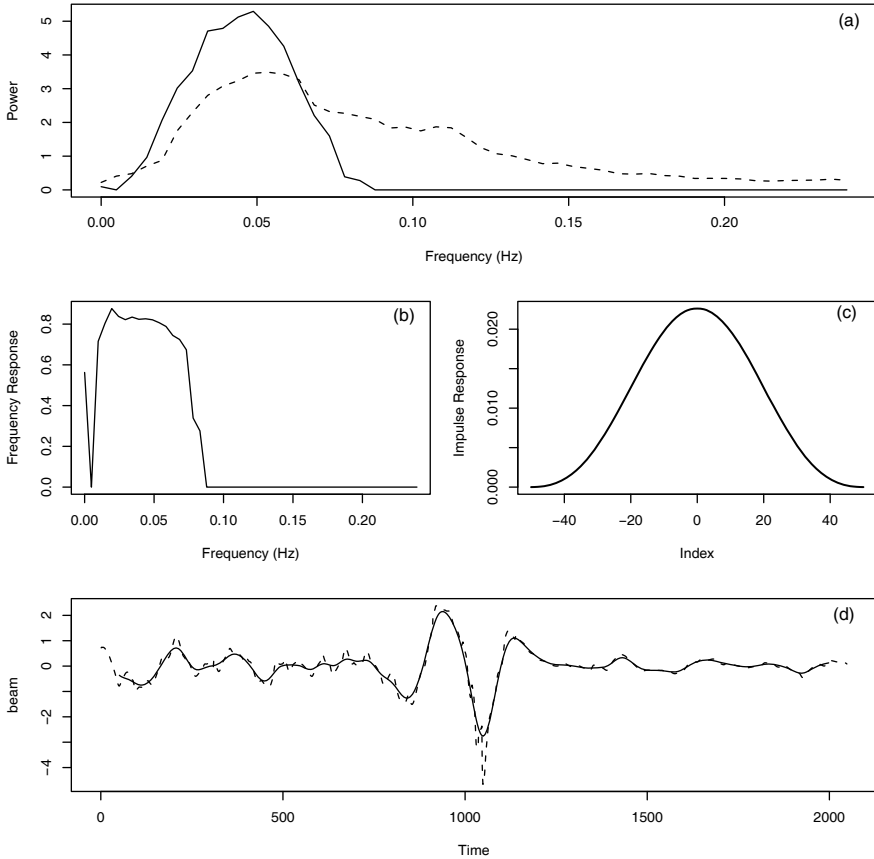 (a)
Power
0 1 2 3 4 5
0.00 0.05 0.10 0.15 0.20
Frequency (Hz)
(b)
Frequency Response
0.0 0.2 0.4 0.6 0.8
0.00 0.05 0.10 0.15 0.20
Frequency (Hz)
(c)
Impulse Response
0.000 0.010 0.020
−40 −20 0 20 40
Index
(d)
beam
−4 −2 0 1 2
0 500 1000 1500 2000
Time